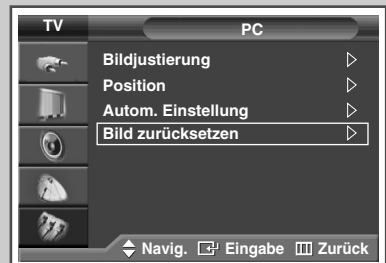 TV PC
Bildjustierung
Position
Autom. Einstellung
Bild zurücksetzen
Navig. Eingabe Zurück